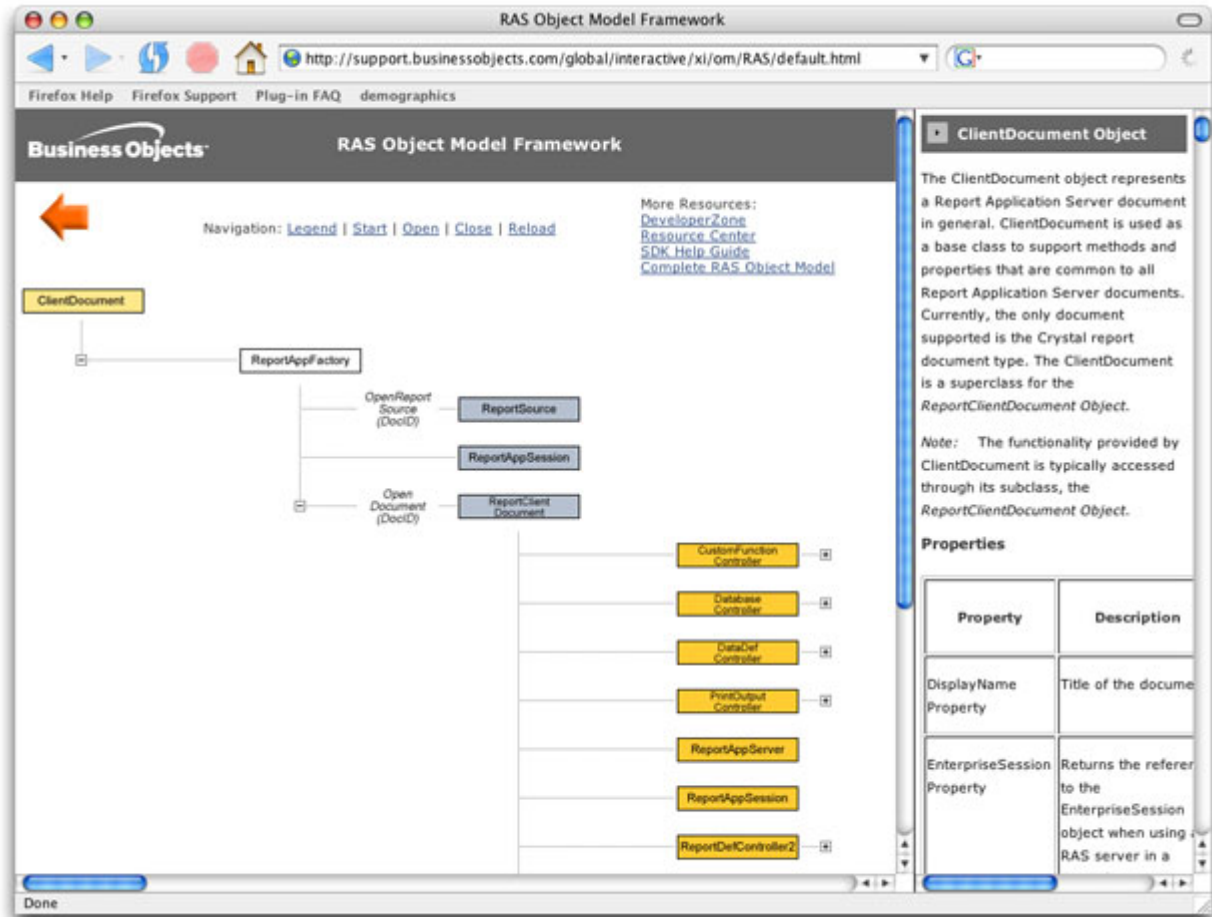 RAS Object Model Framework
http://support.businessobjects.com/global/interactive/xi/om/RAS/default.html
G
Firefox Help Firefox Support Plug-in FAQ demographics
Business Objects
RAS Object Model Framework
Navigation: Legend | Start | Open | Close | Reload
More Resources:
DeveloperZone
Resource Center
SDK Help Guide
Complete RAS Object Model
ClientDocument
ReportAppFactory
OpenReport
Source
(DocID)
ReportSource
ReportAppSession
Open
Document
(DocID)
ReportClient
Document
CustomFunction
Controller
Database
Controller
DataDef
Controller
PrintOutput
Controller
ReportAppServer
ReportAppSession
ReportDefController2
ClientDocument Object
The ClientDocument object represents
a Report Application Server document
in general. ClientDocument is used as
a base class to support methods and
properties that are common to all
Report Application Server documents.
Currently, the only document
supported is the Crystal report
document type. The ClientDocument
is a superclass for the
ReportClientDocument Object.
Note: The functionality provided by
ClientDocument is typically accessed
through its subclass, the
ReportClientDocument Object.
Properties
Property Description
DisplayName
Property
Title of the docume
EnterpriseSession
Property
Returns the refere
to the
EnterpriseSession
object when using
RAS server in a
Done